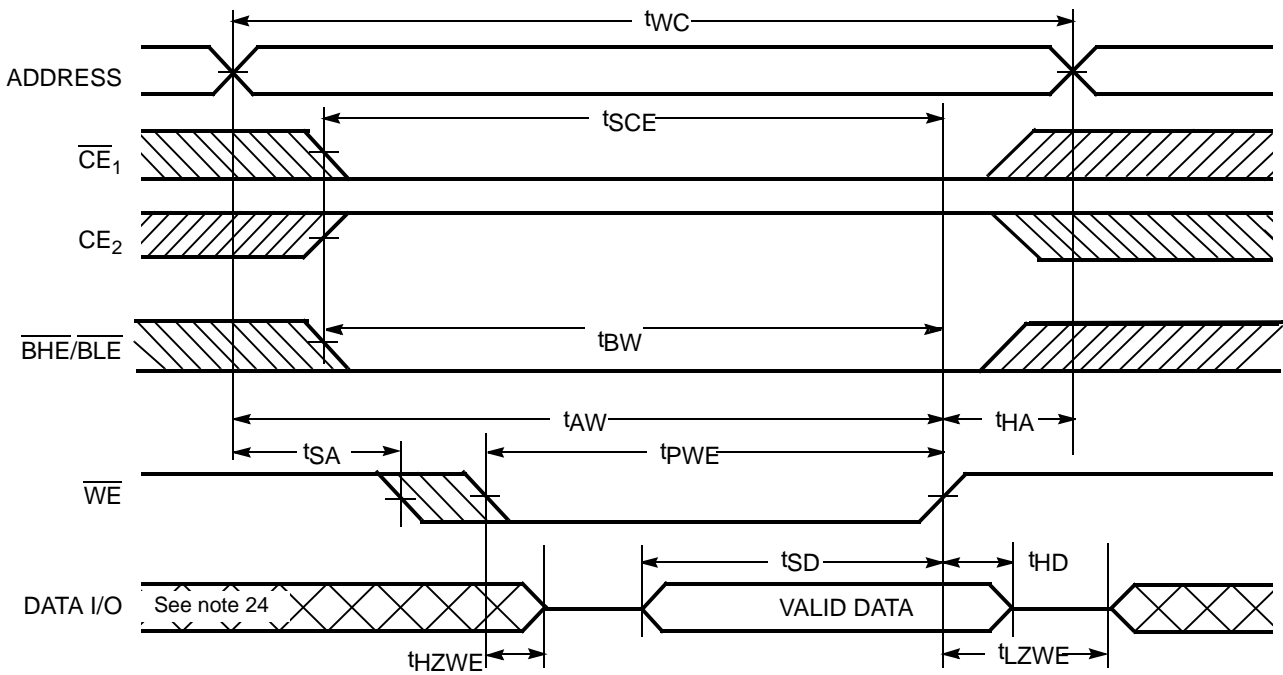 tWC
ADDRESS
tSCE
CE1
CE2
tBW
BHE/BLE
tAW
tHA
tSA
tPWE
WE
tSD
tHD
DATA I/O
See note 24
VALID DATA
tHZWE
tLZWE